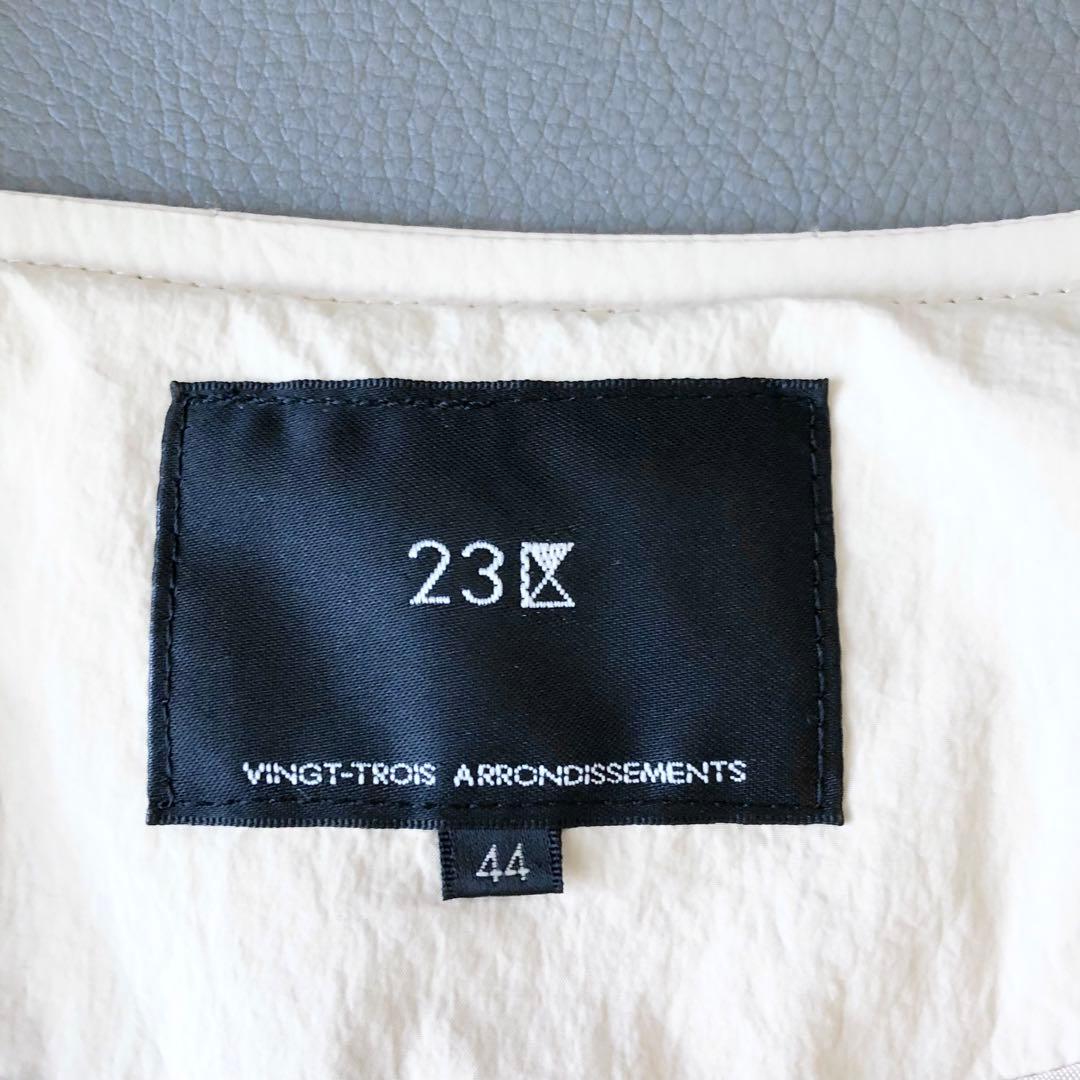 23区
VINGT-TROIS ARRONDISSEMENTS
44